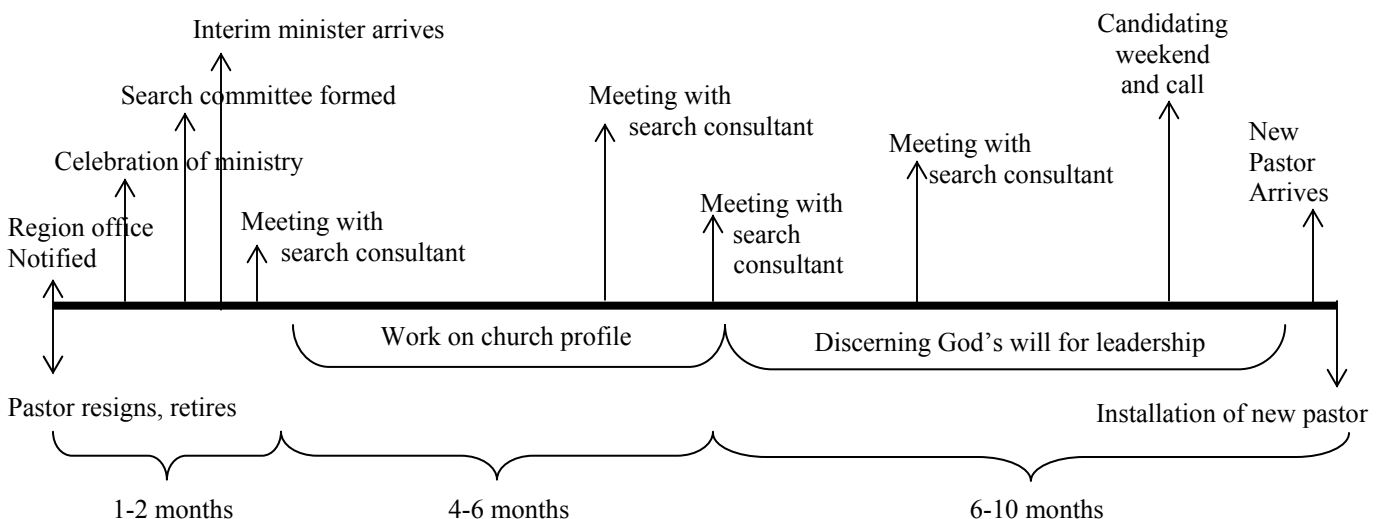 Interim minister arrives
Search committee formed
Celebration of ministry
Region office
Notified
Meeting with
search consultant
Meeting with
search consultant
Meeting with
search
consultant
Meeting with
search consultant
Candidating
weekend
and call
New
Pastor
Arrives
Work on church profile
Discerning God’s will for leadership
Pastor resigns, retires
Installation of new pastor
1-2 months
4-6 months
6-10 months